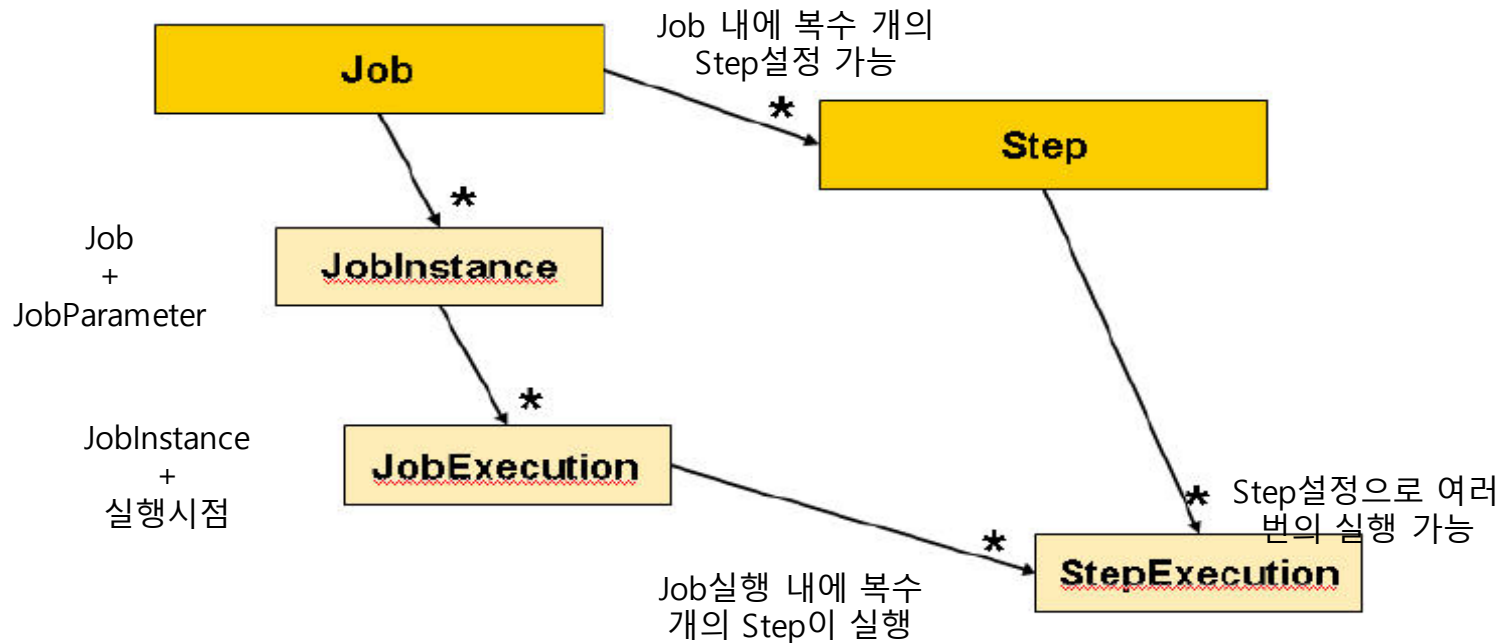 Job 내에 복수 개의
Step설정 가능
Job
*
Step
*
Job
+
JobParameter
JobInstance
*
JobInstance
+
실행시점
JobExecution
*
Step설정으로 여러
번의 실행 가능
*
StepExecution
Job실행 내에 복수
개의 Step이 실행